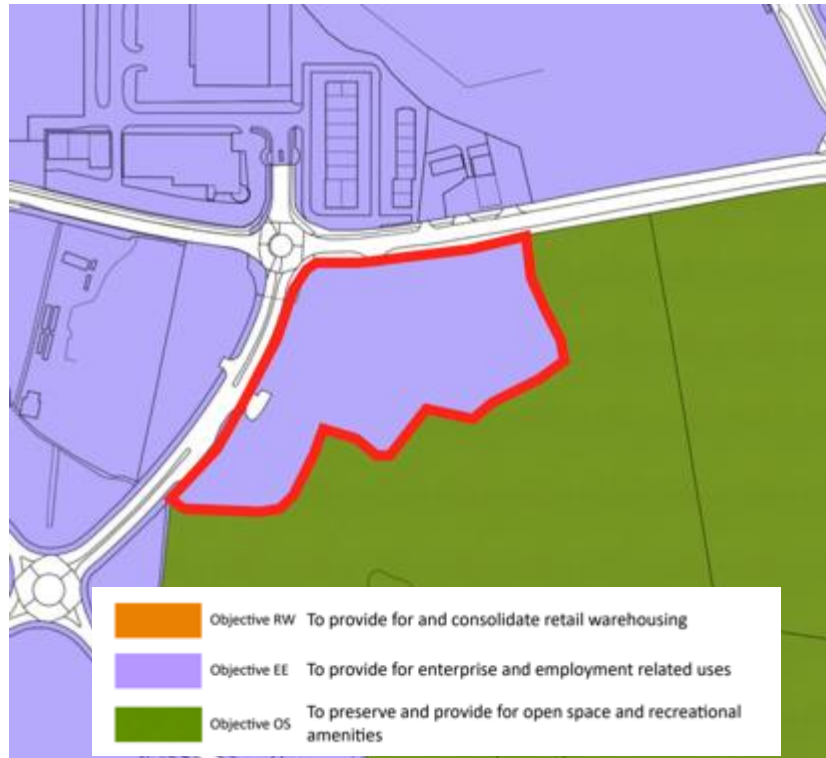 Objective RW To provide for and consolidate retail warehousing
Objective EE To provide for enterprise and employment related uses
Objective OS To preserve and provide for open space and recreational
amenities